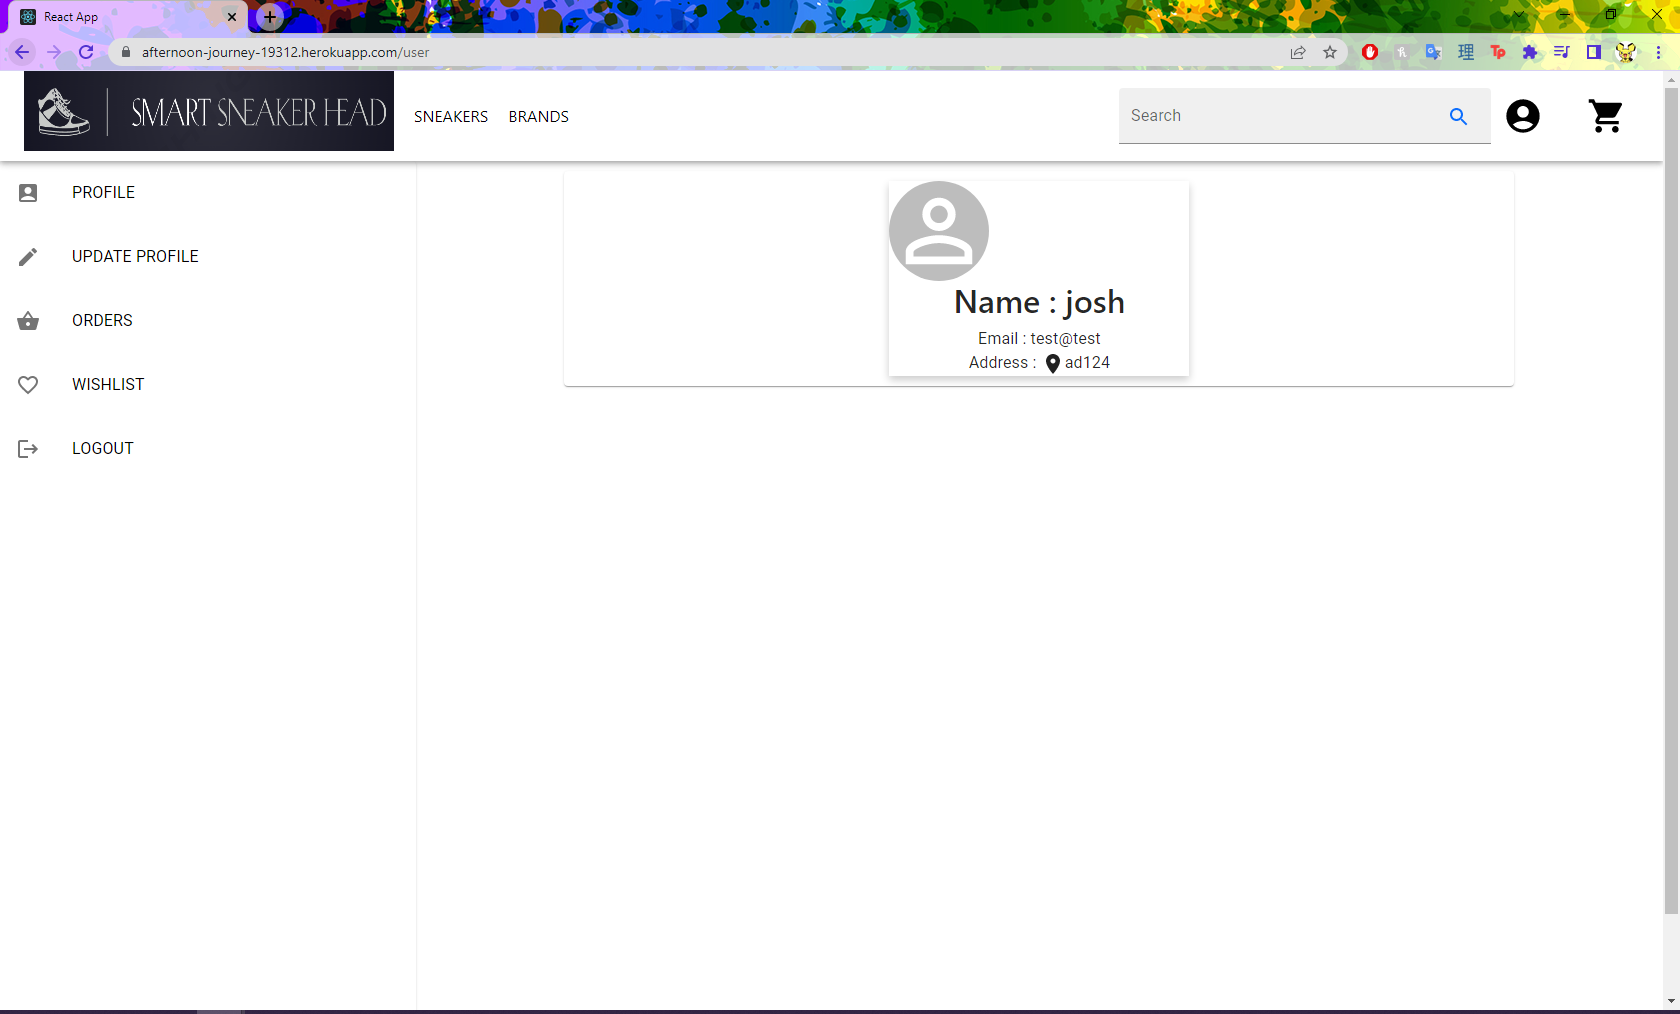 React App
afternoon-journey-19312.herokuapp.com/user
SMART SNEAKER HEAD
SNEAKERS
BRANDS
Search
PROFILE
UPDATE PROFILE
ORDERS
WISHLIST
LOGOUT
Name : josh
Email : test@test
Address : ad124